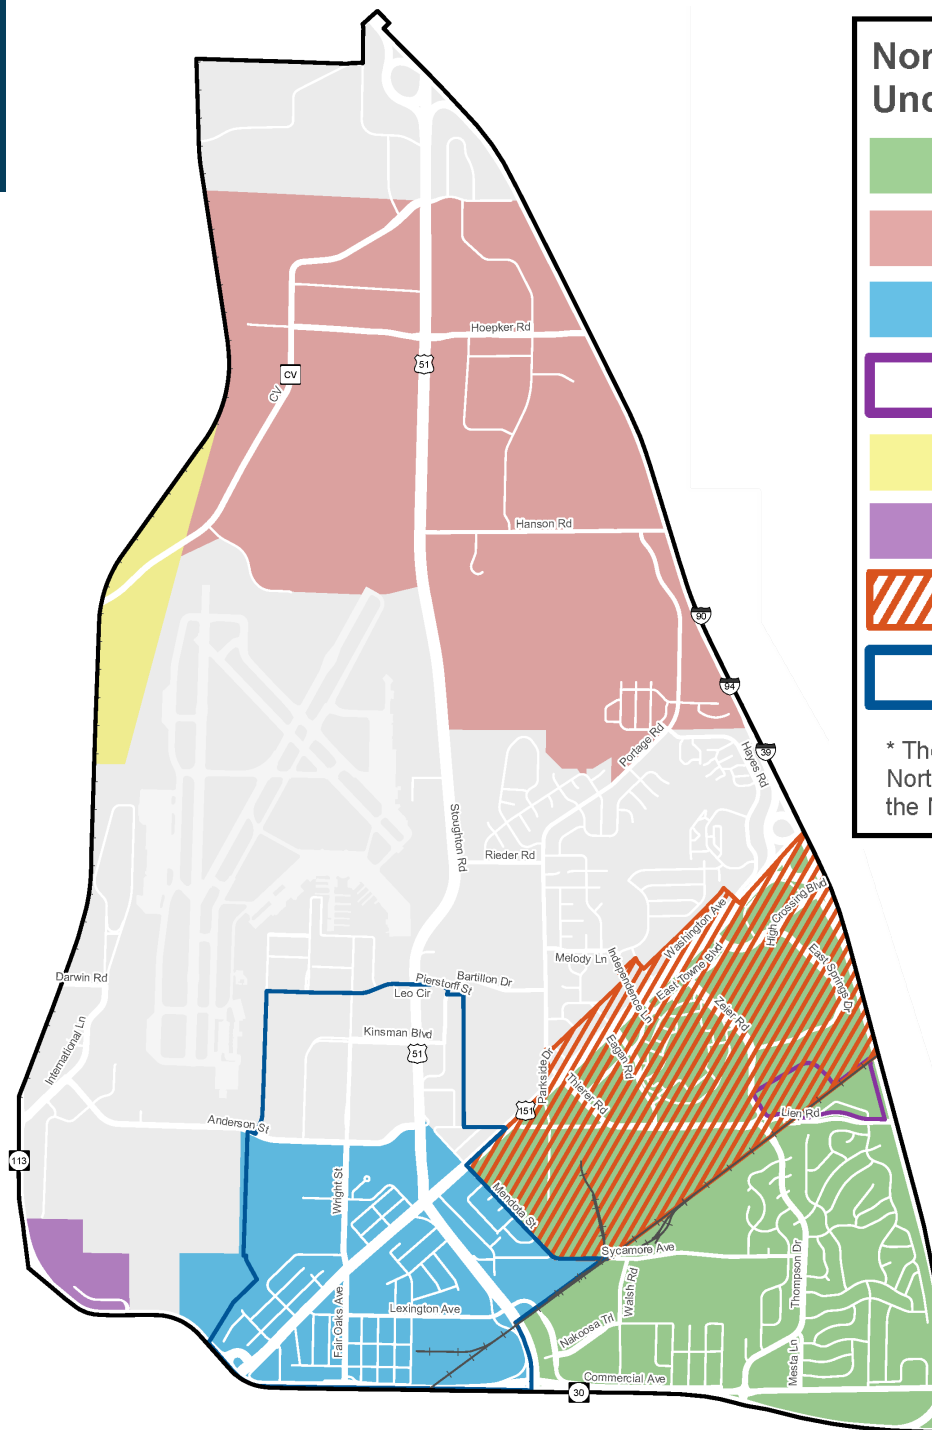 Nor
Und
Hoepker Rd
51
CV
CV
Hanson Rd
90
94
* The
Nort
the N
39
Hayes Rd
Portage Rd
Stoughton Rd
Rieder Rd
High Crossing Blvd
Washington Ave
East Towne Blvd
East Springs Dr
Melody Ln
Independence Ln
Zeier Rd
Darwin Rd
Bartillon Dr
Pierstorff St
Leo Cir
International Ln
Kinsman Blvd
51
Eagan Rd
Parkside Dr
Thierer Rd
151
Lien Rd
Anderson St
113
Wright St
Mendota St
Sycamore Ave
Thompson Dr
Walsh Rd
Lexington Ave
Fair Oaks Ave
Nakoosa Trl
Mesta Ln
Commercial Ave
30